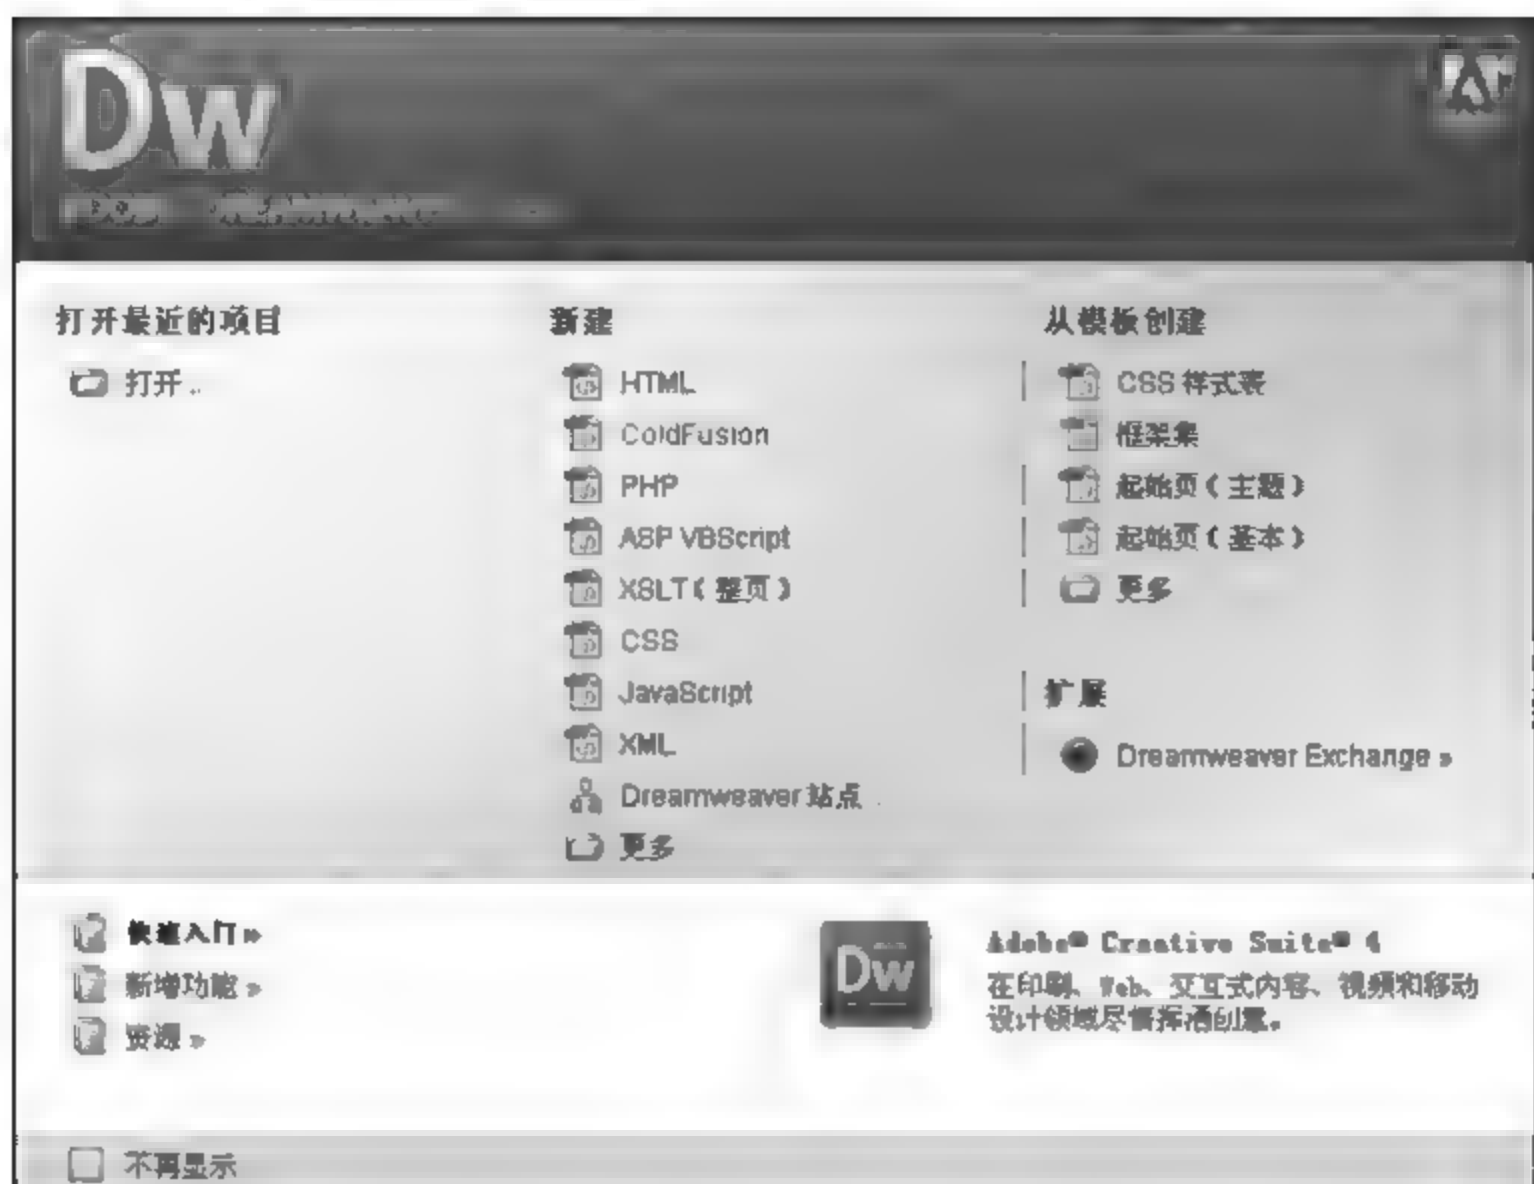 Dw
打开最近的项目
打开..
新建
HTML
ColdFusion
PHP
ASP VBScript
XSLT(整页)
CSS
JavaScript
XML
Dreamweaver 站点
更多
从模板创建
CSS 样式表
框架集
起始页(主题)
起始页(基本)
更多
扩展
Dreamweaver Exchange »
快速入门 »
新增功能 »
资源 »
Dw
Adobe® Creative Suite® 4
在印刷、Web、交互式内容、视频和移动
设计领域尽情挥洒创意。
不再显示